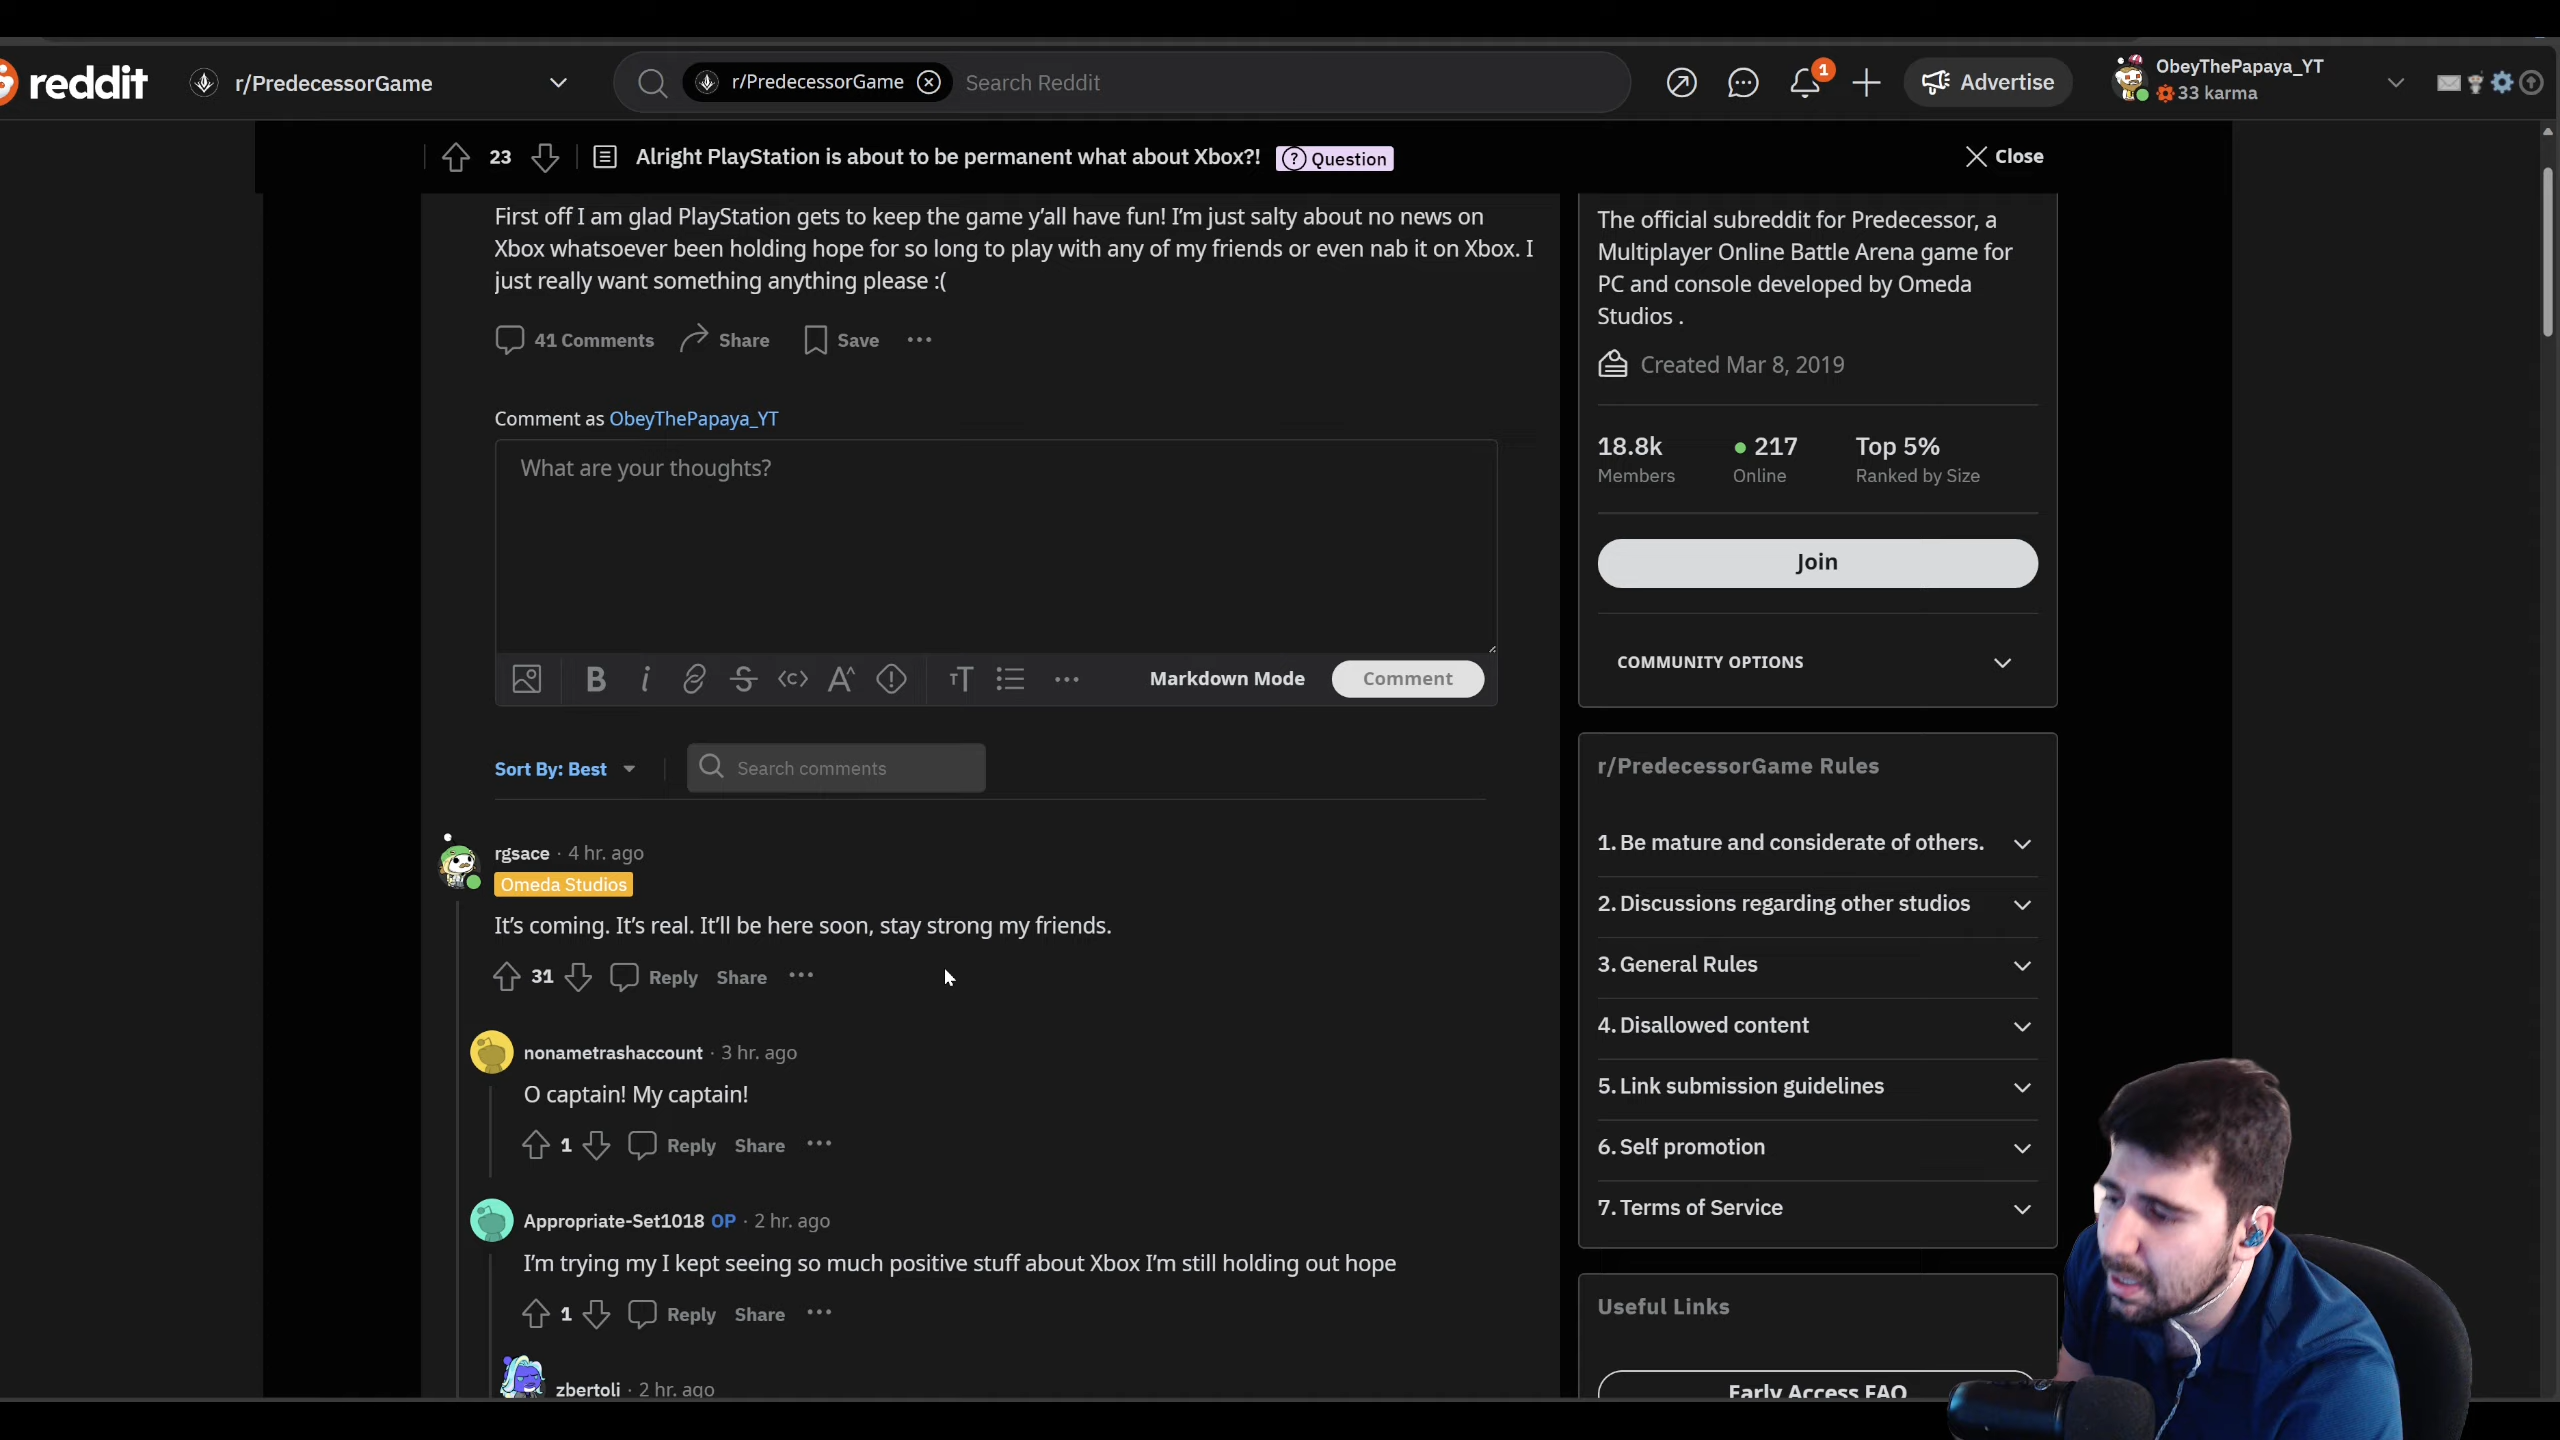 reddit r/PredecessorGame r/PredecessorGame Search Reddit 1 Advertise ObeyThePapaya_YT
33 karma
23 Alright PlayStation is about to be permanent what about Xbox?! Question Close
First off I am glad PlayStation gets to keep the game y'all have fun! I'm just salty about no news on
Xbox whatsoever been holding hope for so long to play with any of my friends or even nab it on Xbox. I
just really want something anything please :(
41 Comments Share Save
Comment as ObeyThePapaya_YT
What are your thoughts?
Markdown Mode Comment
Sort By: Best Search comments
rgsace · 4 hr. ago
Omeda Studios
It's coming. It's real. It'll be here soon, stay strong my friends.
31 Reply Share
nonametrashaccount · 3 hr. ago
O captain! My captain!
1 Reply Share
Appropriate-Set1018 OP · 2 hr. ago
I'm trying my I kept seeing so much positive stuff about Xbox I'm still holding out hope
1 Reply Share
zbertoli · 2 hr. ago
The official subreddit for Predecessor, a
Multiplayer Online Battle Arena game for
PC and console developed by Omeda
Studios .
Created Mar 8, 2019
18.8k 217 Top 5%
Members Online Ranked by Size
Join
COMMUNITY OPTIONS
r/PredecessorGame Rules
1. Be mature and considerate of others.
2. Discussions regarding other studios
3. General Rules
4. Disallowed content
5. Link submission guidelines
6. Self promotion
7. Terms of Service
Useful Links
Early Access FAQ